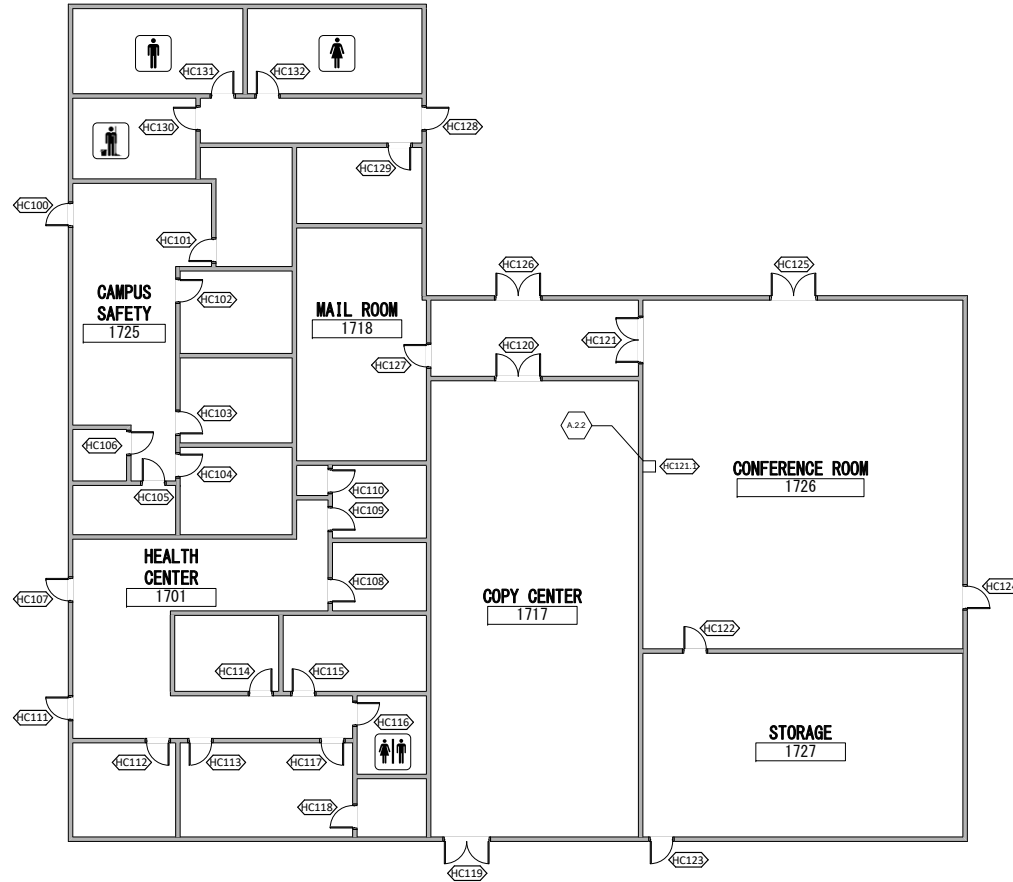 HC131
HC132
HC130
HC128
HC129
HC100
HC101
HC126
HC125
CAMPUS
SAFETY
1725
HC102
MAIL ROOM
1718
HC127
HC120
HC121
HC103
HC106
A.2.2
HC121.1
HC104
HC105
HC110
HC109
CONFERENCE ROOM
1726
HEALTH
CENTER
1701
HC107
HC108
COPY CENTER
1717
HC124
HC122
HC114
HC115
HC111
HC116
STORAGE
1727
HC112
HC113
HC117
HC118
HC119
HC123